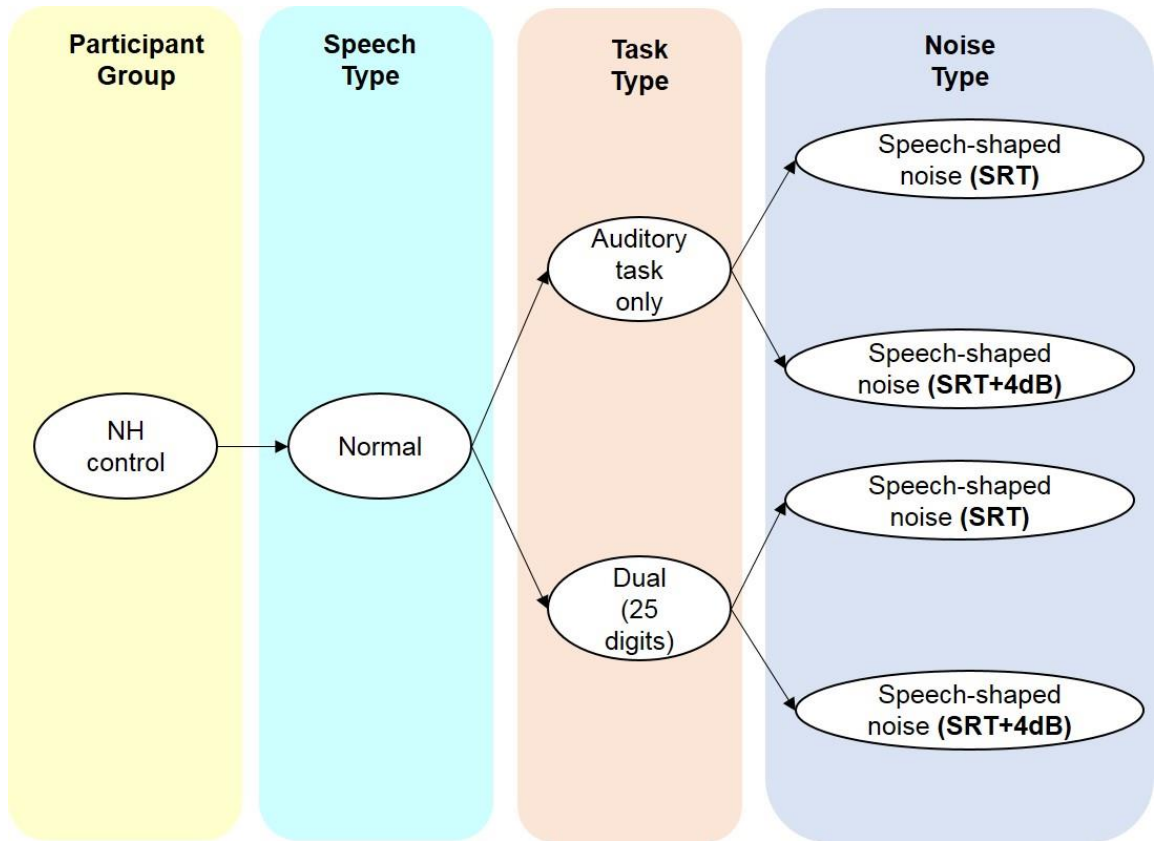 Participant
Group
Speech
Type
Task
Type
Noise
Type
NH
control
Normal
Auditory
task
only
Dual
(25
digits)
Speech-shaped
noise (SRT)
Speech-shaped
noise (SRT+4dB)
Speech-shaped
noise (SRT)
Speech-shaped
noise (SRT+4dB)